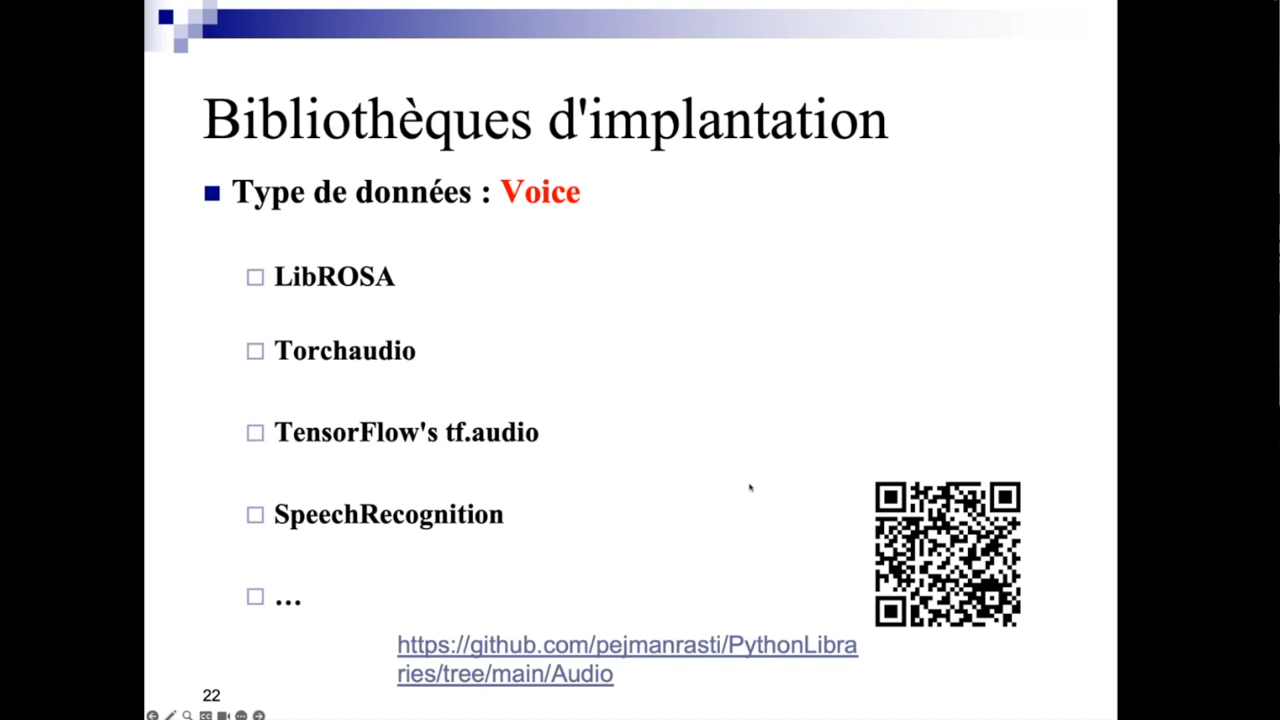 Bibliothèques d'implantation
Type de données : Voice
LibROSA
Torchaudio
TensorFlow's tf.audio
SpeechRecognition
...
https://github.com/pejmanrasti/PythonLibra
ries/tree/main/Audio
22